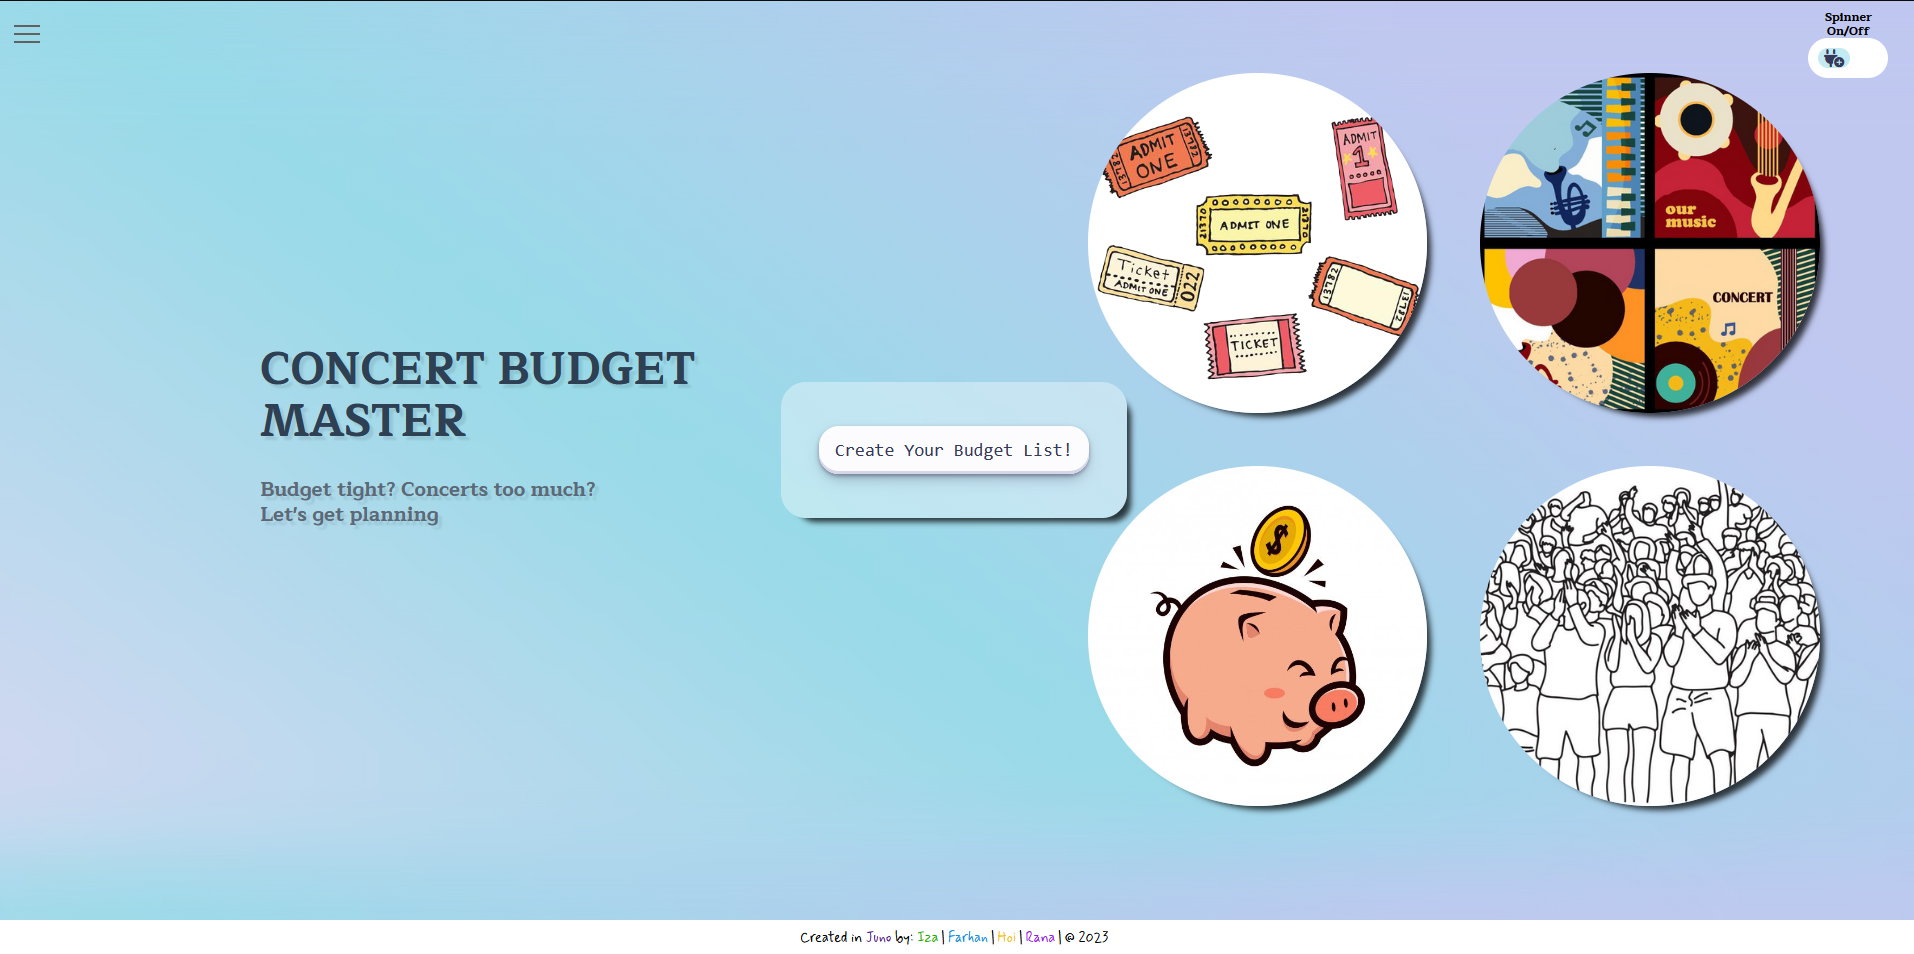 Spinner
On/Off
CONCERT BUDGET
MASTER
Budget tight? Concerts too much?
Let's get planning
Create Your Budget List!
ADMIT
ONE
13782
13782
ADMIT
1
21370
ADMIT ONE
21370
Ticket
ADMIT ONE
022
13782
13782
TICKET
our
music
CONCERT
$
Created in Juno by: Iza | Farhan | Hoi | Rana | @ 2023